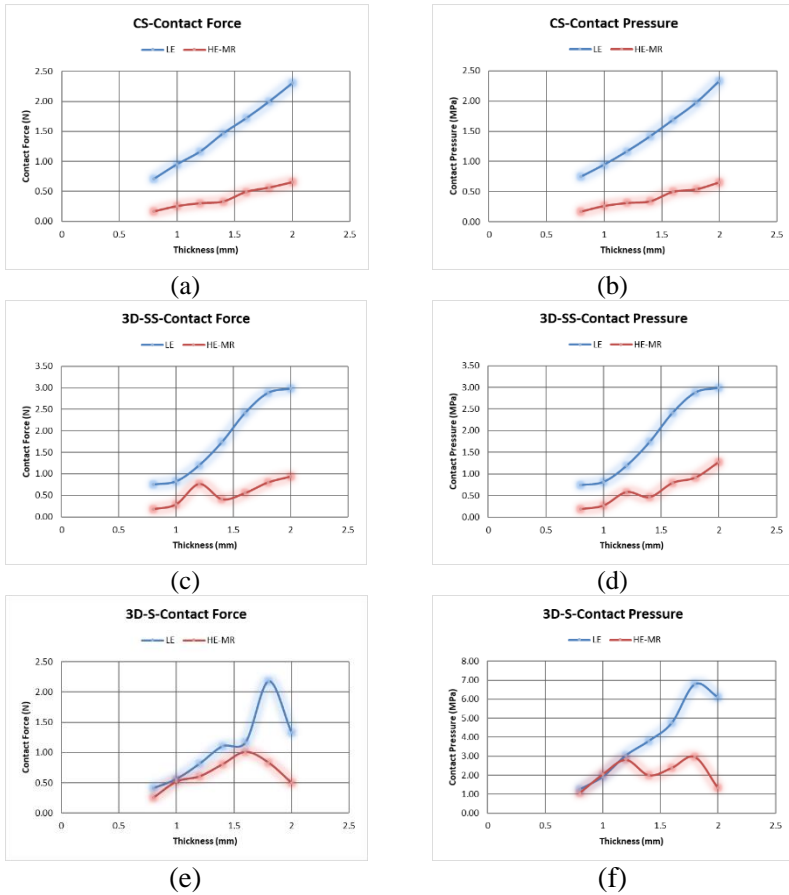 CS-Contact Force
LE HE-MR
Contact Force (N)
2.50
2.00
1.50
1.00
0.50
0.00
0 0.5 1 1.5 2 2.5
Thickness (mm)
(a)
CS-Contact Pressure
LE HE-MR
Contact Pressure (MPa)
2.50
2.00
1.50
1.00
0.50
0.00
0 0.5 1 1.5 2 2.5
Thickness (mm)
(b)
3D-SS-Contact Force
LE HE-MR
Contact Force (N)
3.50
3.00
2.50
2.00
1.50
1.00
0.50
0.00
0 0.5 1 1.5 2 2.5
Thickness (mm)
(c)
3D-SS-Contact Pressure
LE HE-MR
Contact Pressure (MPa)
3.50
3.00
2.50
2.00
1.50
1.00
0.50
0.00
0 0.5 1 1.5 2 2.5
Thickness (mm)
(d)
3D-S-Contact Force
LE HE-MR
Contact Force (N)
2.50
2.00
1.50
1.00
0.50
0.00
0 0.5 1 1.5 2 2.5
Thickness (mm)
(e)
3D-S-Contact Pressure
LE HE-MR
Contact Pressure (MPa)
8.00
7.00
6.00
5.00
4.00
3.00
2.00
1.00
0.00
0 0.5 1 1.5 2 2.5
Thickness (mm)
(f)